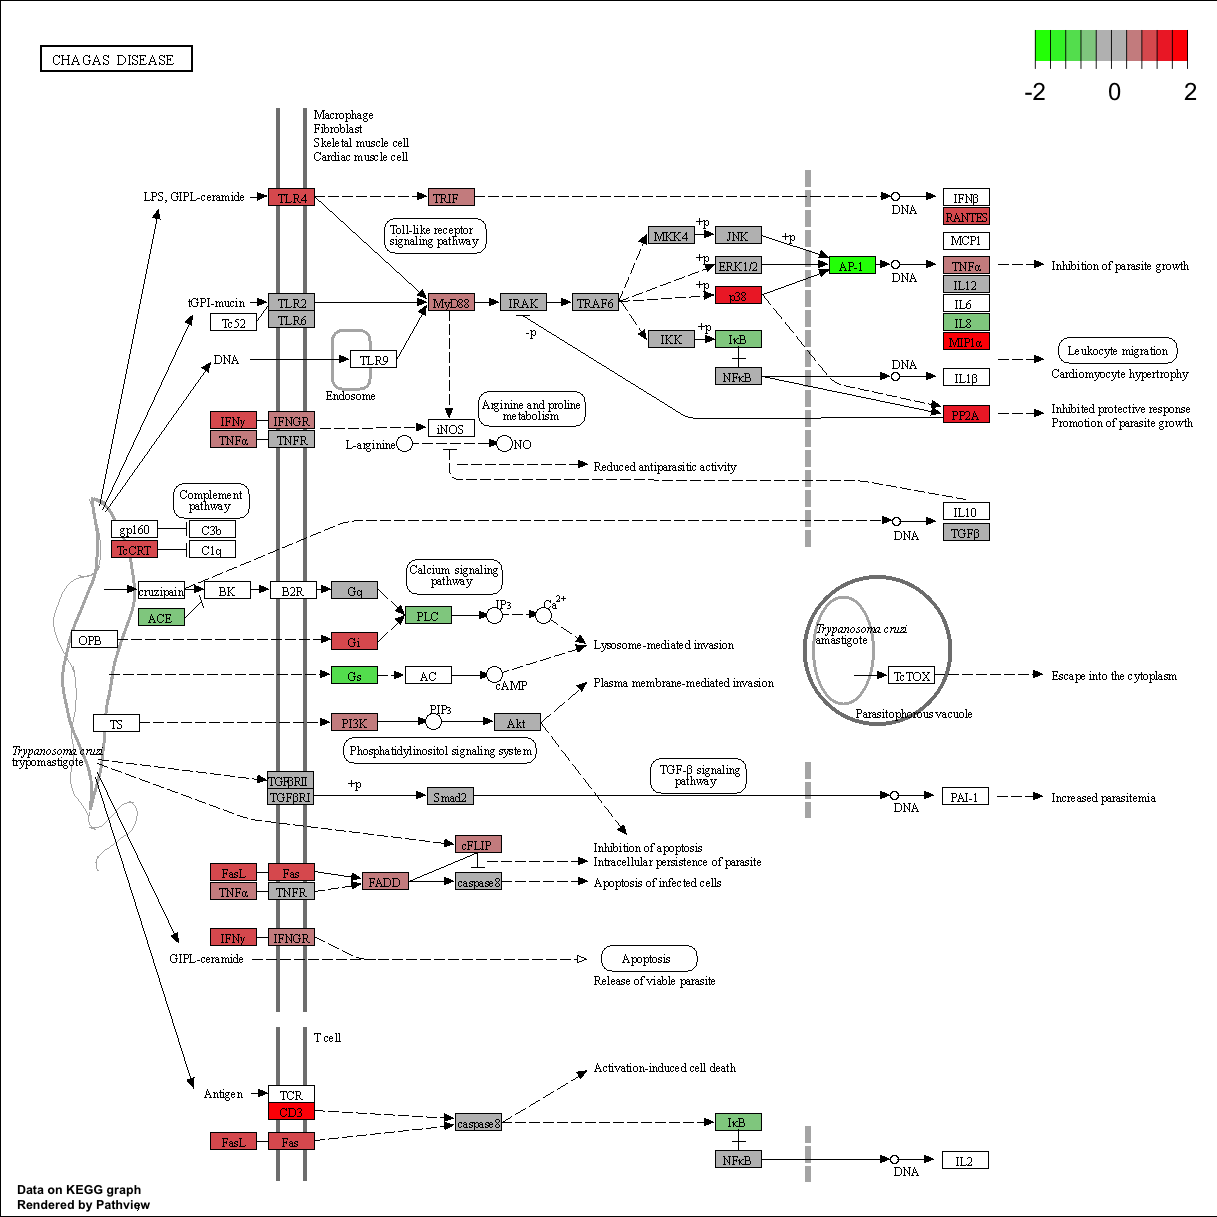 CHAGAS DISEASE
-2 0 2
Macrophage
Fibroblast
Skeletal muscle cell
Cardiac muscle cell
LPS, GIPL-ceramide
TLR4
TRIF
DNA
IFNβ
RANTES
MCP1
Toll-like receptor
signaling pathway
MKK4
+p
JNK
+p
+p
ERK1/2
AP-1
DNA
TNFα
Inhibition of parasite growth
IL12
+p
p38
tGPI-mucin
TLR2
MyD88
IRAK
TRAF6
IL6
Tc52
TLR6
IL8
-p
+p
IKK
IκB
MIP1α
DNA
TLR9
Leukocyte migration
DNA
NFκB
IL1β
Cardiomyocyte hypertrophy
Endosome
Arginine and proline
metabolism
PP2A
Inhibited protective response
Promotion of parasite growth
IFNγ
IFNGR
iNOS
TNFα
TNFR
L-arginine
NO
Reduced antiparasitic activity
Complement
pathway
IL10
gp160
C3b
DNA
TGFβ
TcCRT
C1q
Calcium signaling
pathway
cruzipain
BK
B2R
Gq
IP3
Ca2+
ACE
PLC
OPB
Gi
Lysosome-mediated invasion
Trypanosoma cruzi
amastigote
Gs
AC
cAMP
TcTOX
Escape into the cytoplasm
Plasma membrane-mediated invasion
Parasitophorous vacuole
TS
PI3K
PIP3
Akt
Phosphatidylinositol signaling system
Trypanosoma cruzi
trypomastigote
TGF-β signaling
pathway
TGFβRII
TGFβRI
+p
Smad2
DNA
PAI-1
Increased parasitemia
cFLIP
Inhibition of apoptosis
Intracellular persistence of parasite
FasL
Fas
FADD
caspase8
Apoptosis of infected cells
TNFα
TNFR
IFNγ
IFNGR
GIPL-ceramide
Apoptosis
Release of viable parasite
T cell
Activation-induced cell death
Antigen
TCR
CD3
caspase8
IκB
FasL
Fas
NFκB
DNA
IL2
Data on KEGG graph
Rendered by Pathview